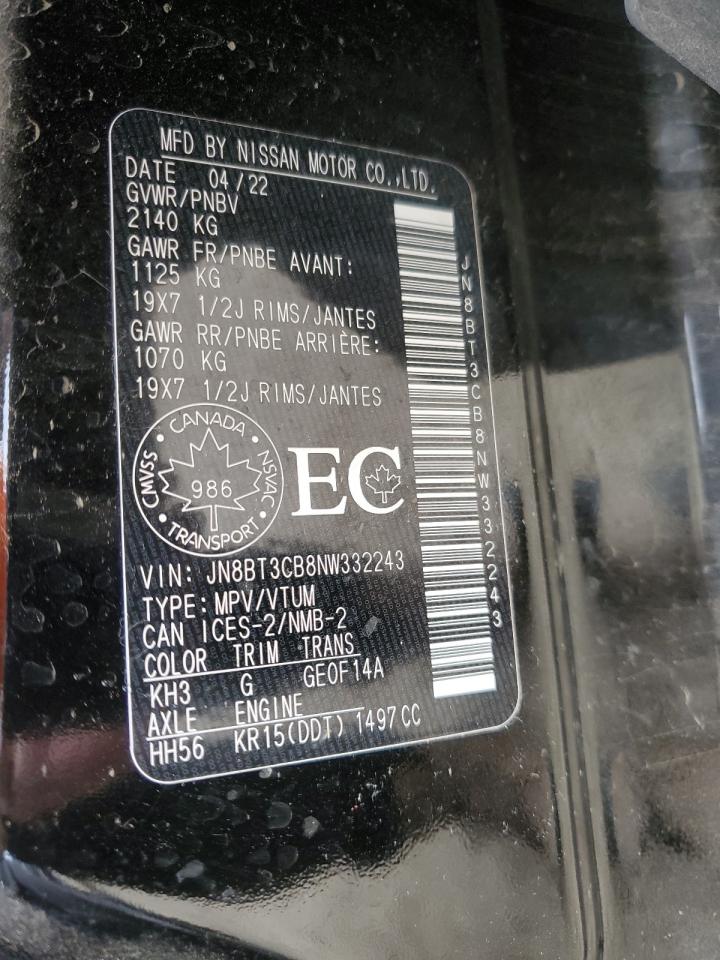 MFD BY NISSAN MOTOR CO.,LTD.
DATE 04/22
GVWR/PNBV
2140 KG
GAWR FR/PNBE AVANT:
1125 KG
19X7 1/2J RIMS/JANTES
GAWR RR/PNBE ARRIÈRE:
1070 KG
19X7 1/2J RIMS/JANTES
CANADA
CMVSS
986
NSVAC
TRANSPORT
EC
VIN: JN8BT3CB8NW332243
TYPE: MPV/VTUM
CAN ICES-2/NMB-2
COLOR TRIM TRANS
KH3 G GE0F14A
AXLE ENGINE
HH56 KR15(DDT) 1497CC
JN8BT3CB8NW332243